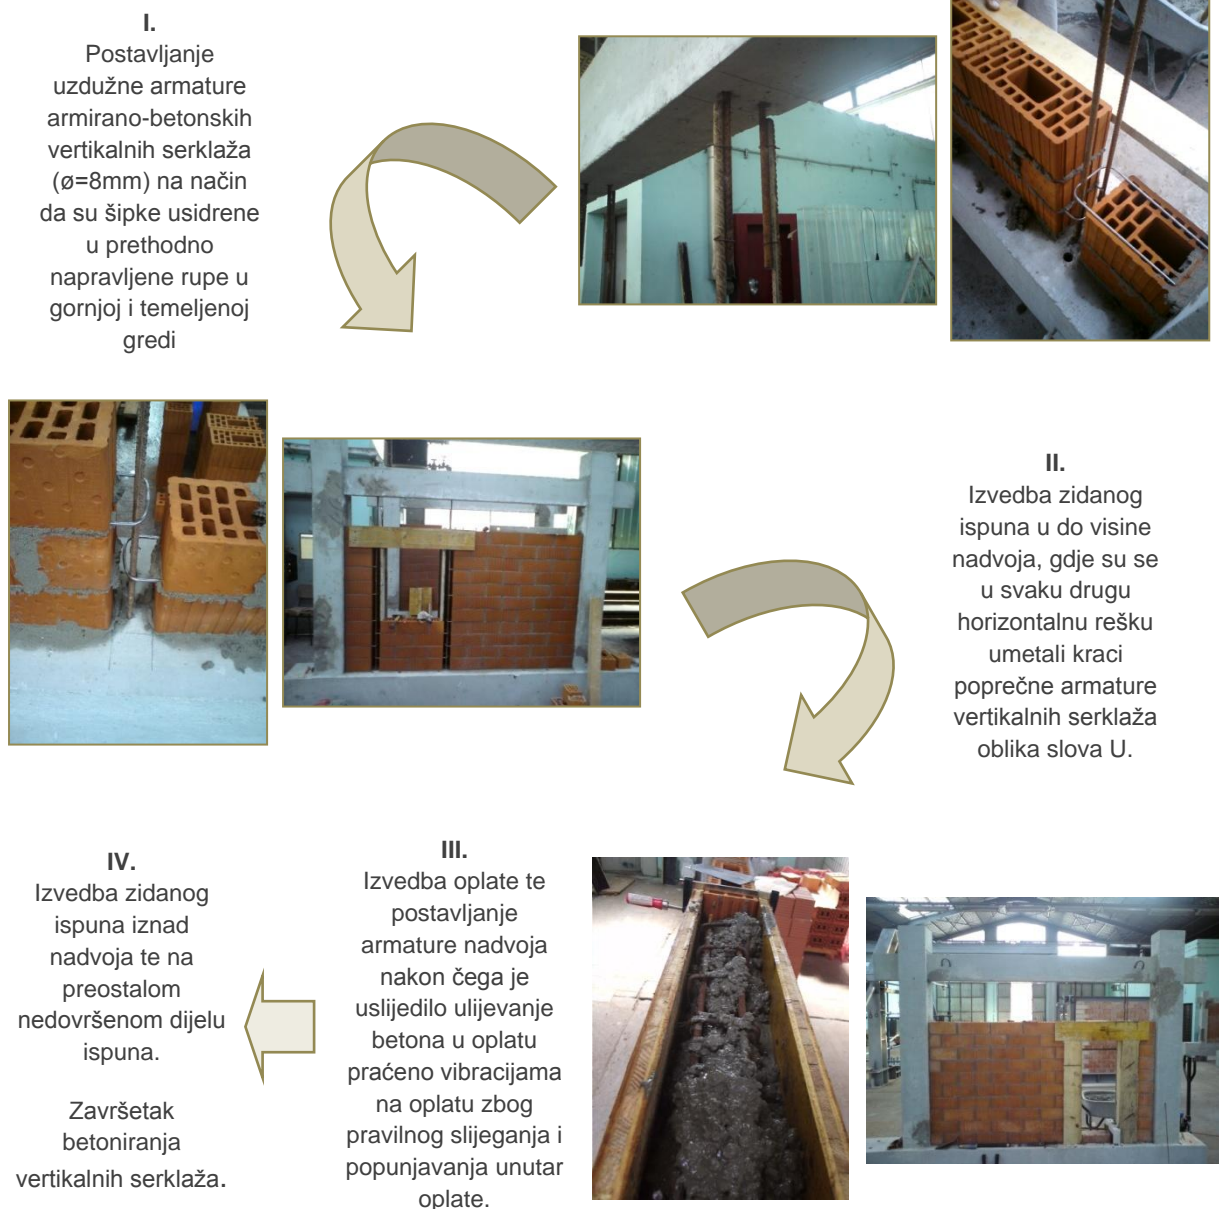 I.
Postavljanje
uzdužne armature
armirano-betonskih
vertikalnih serklaža
(ø=8mm) na način
da su šipke usidrene
u prethodno
napravljene rupe u
gornjoj i temeljenoj
gredi
II.
Izvedba zidanog
ispuna u do visine
nadvoja, gdje su se
u svaku drugu
horizontalnu rešku
umetali kraci
poprečne armature
vertikalnih serklaža
oblika slova U.
III.
Izvedba oplate te
postavljanje
armature nadvoja
nakon čega je
uslijedilo ulijevanje
betona u oplatu
praćeno vibracijama
na oplatu zbog
pravilnog slijeganja i
popunjavanja unutar
oplate.
IV.
Izvedba zidanog
ispuna iznad
nadvoja te na
preostalom
nedovršenom dijelu
ispuna.
Završetak
betoniranja
vertikalnih serklaža.